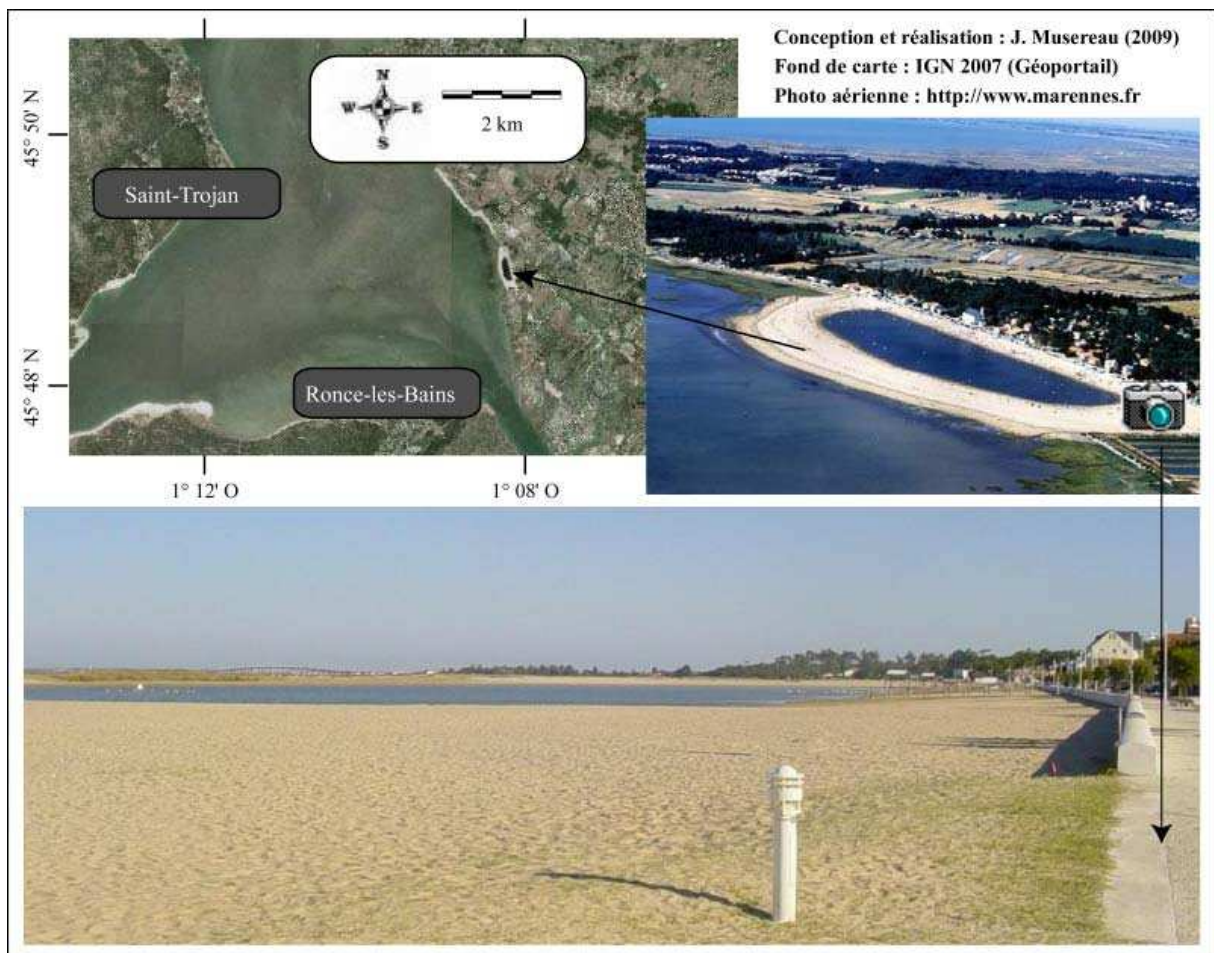 Conception et réalisation : J. Musereau (2009)
Fond de carte : IGN 2007 (Géoportail)
Photo aérienne : http://www.marennes.fr
N
W E
S
2 km
45° 50' N
Saint-Trojan
45° 48' N
Ronce-les-Bains
1° 12' O
1° 08' O